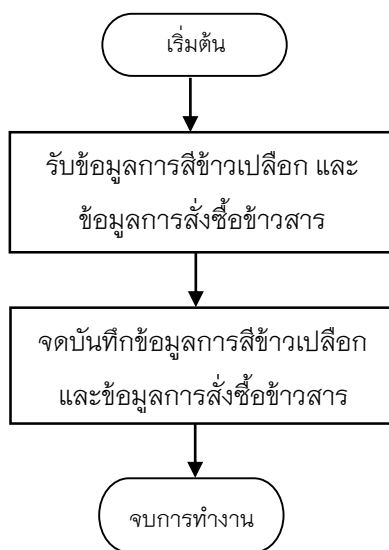 เริ่มต้น
รับข้อมูลการสีข้าวเปลือก และ
ข้อมูลการสั่งซื้อข้าวสาร
จดบันทึกข้อมูลการสีข้าวเปลือก
และข้อมูลการสั่งซื้อข้าวสาร
จบการทำงาน